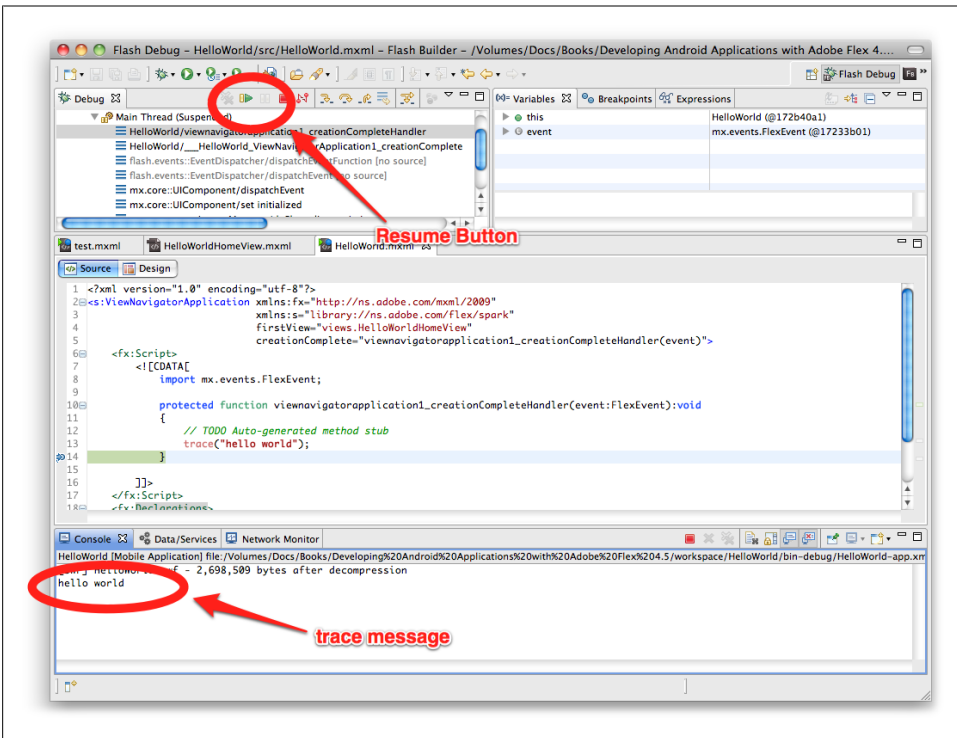 Flash Debug – HelloWorld/src/HelloWorld.mxml – Flash Builder – /Volumes/Docs/Books/Developing Android Applications with Adobe Flex 4....
Flash Debug Fb »
Debug
(x)= Variables Breakpoints Expressions
Main Thread (Suspended)
HelloWorld/viewnavigatorapplication1_creationCompleteHandler
HelloWorld/___HelloWorld_ViewNavigatorApplication1_creationComplete
flash.events::EventDispatcher/dispatchEventFunction [no source]
flash.events::EventDispatcher/dispatchEvent [no source]
mx.core::UIComponent/dispatchEvent
mx.core::UIComponent/set initialized
this HelloWorld (@172b40a1)
event mx.events.FlexEvent (@17233b01)
Resume Button
test.mxml HelloWorldHomeView.mxml HelloWorld.mxml
Source Design
1 <?xml version="1.0" encoding="utf-8"?>
2 <s:ViewNavigatorApplication xmlns:fx="http://ns.adobe.com/mxml/2009"
3 xmlns:s="library://ns.adobe.com/flex/spark"
4 firstView="views.HelloWorldHomeView"
5 creationComplete="viewnavigatorapplication1_creationCompleteHandler(event)">
6 <fx:Script>
7 <![CDATA[
8 import mx.events.FlexEvent;
9
10 protected function viewnavigatorapplication1_creationCompleteHandler(event:FlexEvent):void
11 {
12 // TODO Auto-generated method stub
13 trace("hello world");
14 }
15
16 ]]>
17 </fx:Script>
18 <fx:Declarations>
Console Data/Services Network Monitor
HelloWorld [Mobile Application] file:/Volumes/Docs/Books/Developing%20Android%20Applications%20with%20Adobe%20Flex%204.5/workspace/HelloWorld/bin-debug/HelloWorld-app.xm
[SWF] HelloWorld.swf - 2,698,509 bytes after decompression
hello world
trace message